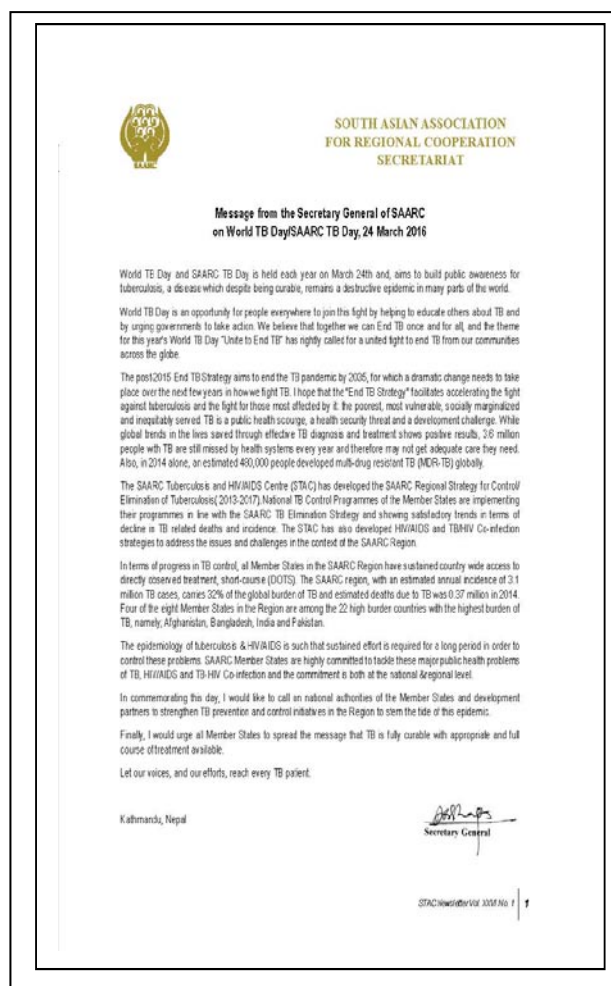 SAARC
SOUTH ASIAN ASSOCIATION
FOR REGIONAL COOPERATION
SECRETARIAT
Message from the Secretary General of SAARC
on World TB Day/SAARC TB Day, 24 March 2016
World TB Day and SAARC TB Day is held each year on March 24th and, aims to build public awareness for
tuberculosis, a disease which despite being curable, remains a destructive epidemic in many parts of the world.
World TB Day is an opportunity for people everywhere to join this fight by helping to educate others about TB and
by urging governments to take action. We believe that together we can End TB once and for all, and the theme
for this year's World TB Day "Unite to End TB" has rightly called for a united fight to end TB from our communities
across the globe.
The post2015 End TB Strategy aims to end the TB pandemic by 2035, for which a dramatic change needs to take
place over the next few years in how we fight TB. I hope that the "End TB Strategy" facilitates accelerating the fight
against tuberculosis and the fight for those most affected by it: the poorest, most vulnerable, socially marginalized
and inequitably served. TB is a public health scourge, a health security threat and a development challenge. While
global trends in the lives saved through effective TB diagnosis and treatment shows positive results, 3.6 million
people with TB are still missed by health systems every year and therefore may not get adequate care they need.
Also, in 2014 alone, an estimated 480,000 people developed multi-drug resistant TB (MDR-TB) globally.
The SAARC Tuberculosis and HIV/AIDS Centre (STAC) has developed the SAARC Regional Strategy for Control/
Elimination of Tuberculosis( 2013-2017).National TB Control Programmes of the Member States are implementing
their programmes in line with the SAARC TB Elimination Strategy and showing satisfactory trends in terms of
decline in TB related deaths and incidence. The STAC has also developed HIV/AIDS and TB/HIV Co-infection
strategies to address the issues and challenges in the context of the SAARC Region.
In terms of progress in TB control, all Member States in the SAARC Region have sustained country wide access to
directly observed treatment, short-course (DOTS). The SAARC region, with an estimated annual incidence of 3.1
million TB cases, carries 32% of the global burden of TB and estimated deaths due to TB was 0.37 million in 2014.
Four of the eight Member States in the Region are among the 22 high burden countries with the highest burden of
TB, namely; Afghanistan, Bangladesh, India and Pakistan.
The epidemiology of tuberculosis & HIV/AIDS is such that sustained effort is required for a long period in order to
control these problems. SAARC Member States are highly committed to tackle these major public health problems
of TB, HIV/AIDS and TB-HIV Co-infection and the commitment is both at the national &regional level.
In commemorating this day, I would like to call on national authorities of the Member States and development
partners to strengthen TB prevention and control initiatives in the Region to stem the tide of this epidemic.
Finally, I would urge all Member States to spread the message that TB is fully curable with appropriate and full
course of treatment available.
Let our voices, and our efforts, reach every TB patient.
Kathmandu, Nepal
Secretary General
STAC Newsletter Vol. XXVI No. 1 1